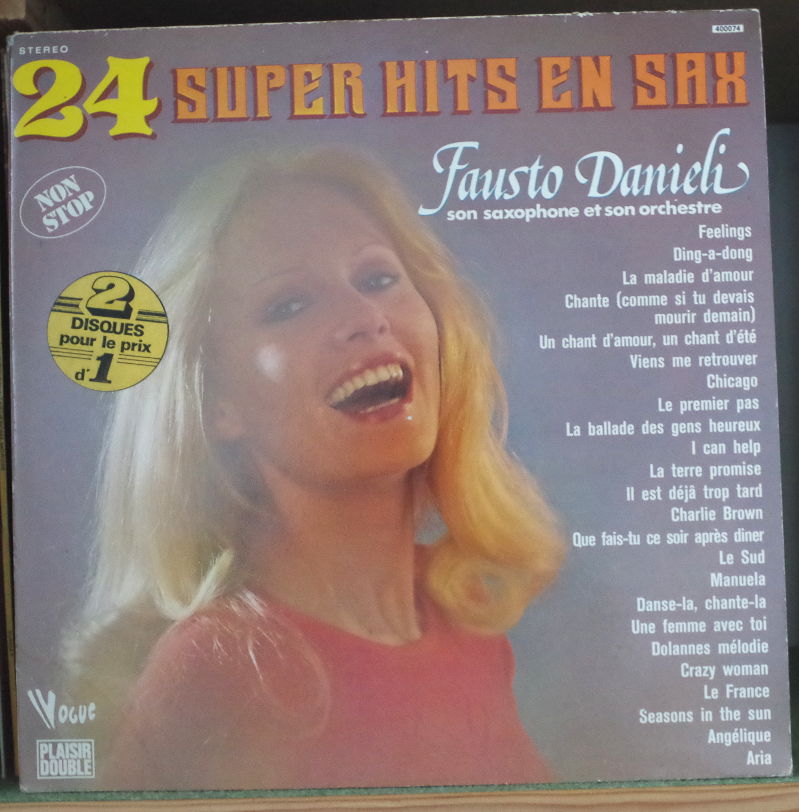 STEREO
400074
24 SUPER HITS EN SAX
NON
STOP
Fausto Danieli
son saxophone et son orchestre
2
DISQUES
pour le prix
d'1
Feelings
Ding-a-dong
La maladie d'amour
Chante (comme si tu devais
mourir demain)
Un chant d'amour, un chant d'été
Viens me retrouver
Chicago
Le premier pas
La ballade des gens heureux
I can help
La terre promise
Il est déjâ trop tard
Charlie Brown
Que fais-tu ce soir après diner
Le Sud
Manuela
Danse-la, chante-la
Une femme avec toi
Dolannes mélodie
Crazy woman
Le France
Seasons in the sun
Angélique
Aria
VOGUE
PLAISIR
DOUBLE